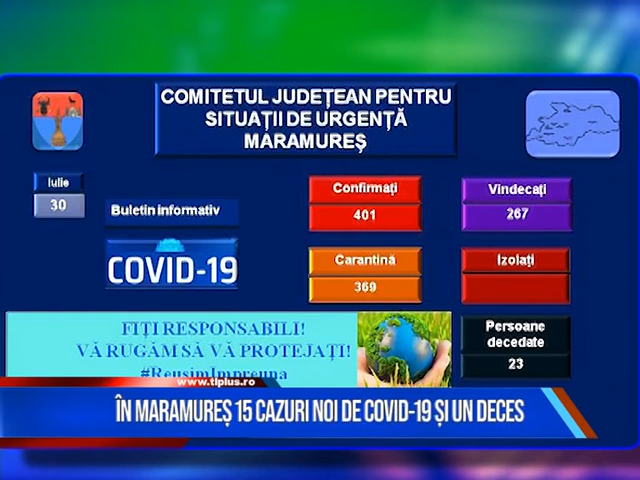 COMITETUL JUDEȚEAN PENTRU
SITUAȚII DE URGENȚĂ
MARAMUREȘ
Iulie
30
Buletin informativ
COVID-19
Confirmați
401
Vindecați
267
Carantină
369
Izolați
Persoane
decedate
23
FIȚI RESPONSABILI!
VĂ RUGĂM SĂ VĂ PROTEJAȚI!
#ReusimImpreuna
www.tlplus.ro
ÎN MARAMUREȘ 15 CAZURI NOI DE COVID-19 ȘI UN DECES